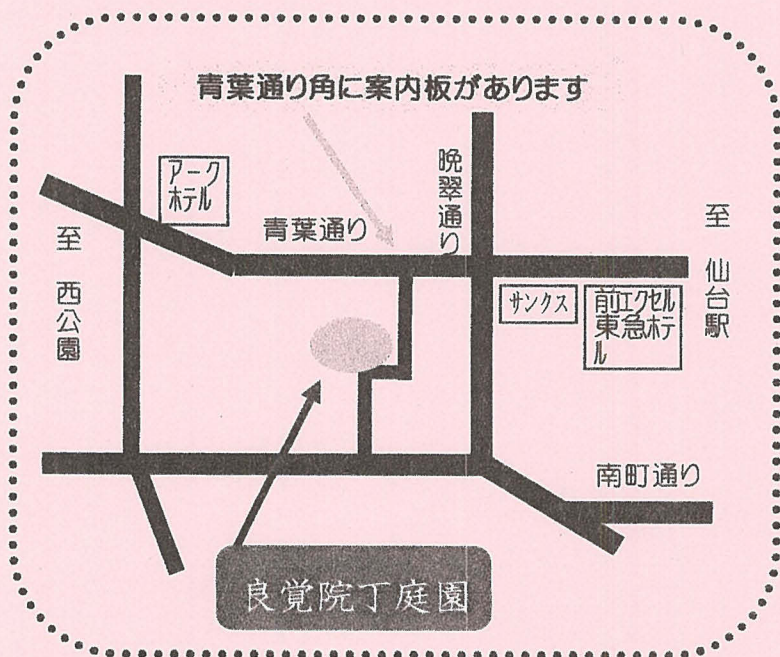 青葉通り角に案内板があります
アーク
ホテル
晩翠通り
青葉通り
至 西公園
至 仙台駅
サンクス
前エクセル
東急ホテ
ル
南町通り
良覚院丁庭園